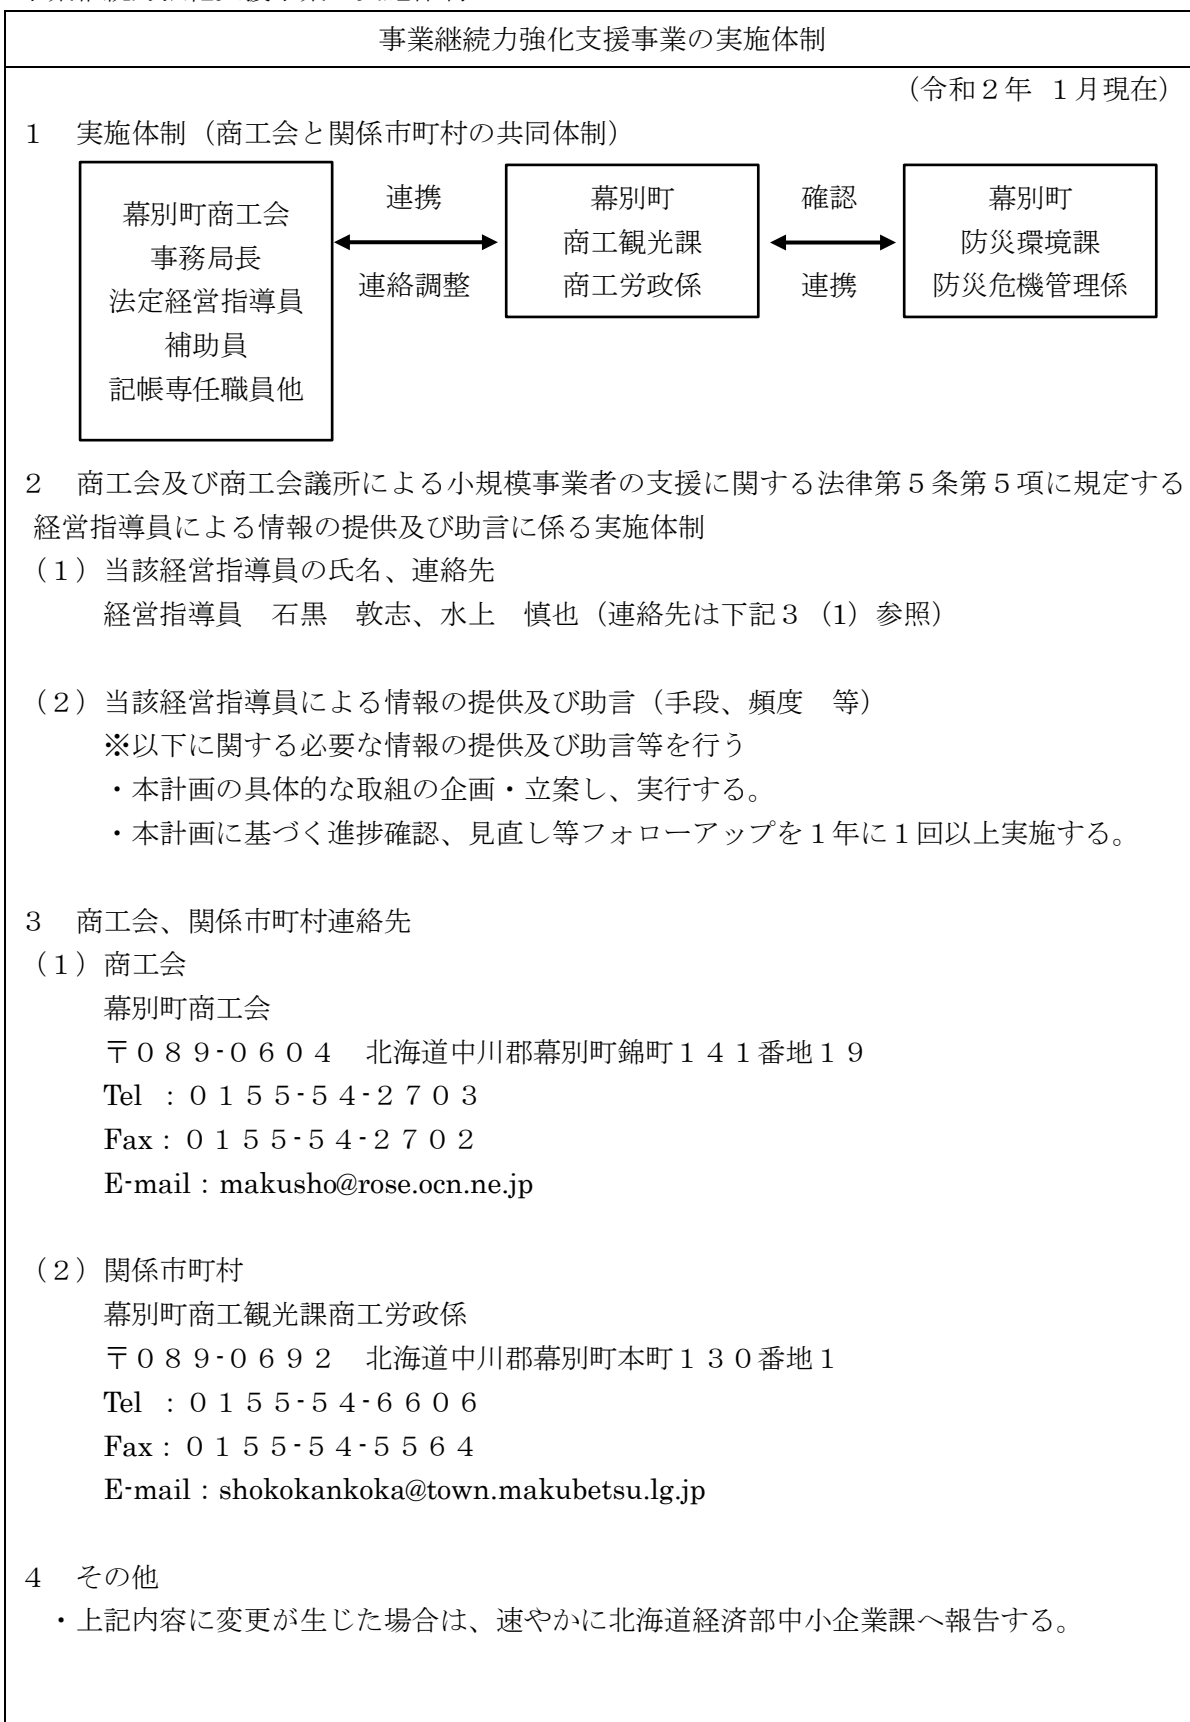 事業継続力強化支援事業の実施体制
（令和２年 １月現在）
１　実施体制（商工会と関係市町村の共同体制）
幕別町商工会
事務局長
法定経営指導員
補助員
記帳専任職員他
連携
連絡調整
幕別町
商工観光課
商工労政係
確認
連携
幕別町
防災環境課
防災危機管理係
２　商工会及び商工会議所による小規模事業者の支援に関する法律第５条第５項に規定する
経営指導員による情報の提供及び助言に係る実施体制
（１）当該経営指導員の氏名、連絡先
経営指導員　石黒　敦志、水上　慎也（連絡先は下記３（1）参照）
（２）当該経営指導員による情報の提供及び助言（手段、頻度　等）
※以下に関する必要な情報の提供及び助言等を行う
・本計画の具体的な取組の企画・立案し、実行する。
・本計画に基づく進捗確認、見直し等フォローアップを１年に１回以上実施する。
３　商工会、関係市町村連絡先
（１）商工会
幕別町商工会
〒０８９-０６０４　北海道中川郡幕別町錦町１４１番地１９
Tel ：０１５５-５４-２７０３
Fax：０１５５-５４-２７０２
E-mail：makusho@rose.ocn.ne.jp
（２）関係市町村
幕別町商工観光課商工労政係
〒０８９-０６９２　北海道中川郡幕別町本町１３０番地１
Tel ：０１５５-５４-６６０６
Fax：０１５５-５４-５５６４
E-mail：shokokankoka@town.makubetsu.lg.jp
４　その他
・上記内容に変更が生じた場合は、速やかに北海道経済部中小企業課へ報告する。